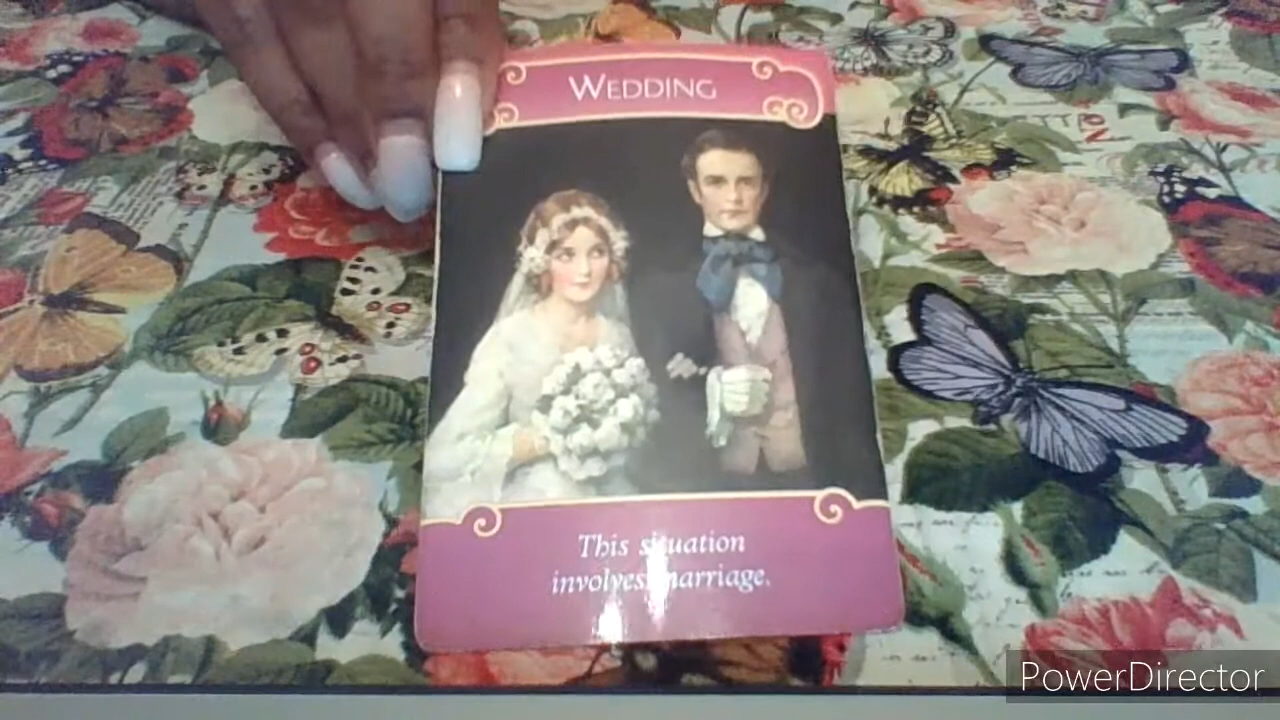 WEDDING
This situation
involves marriage.
PowerDirector